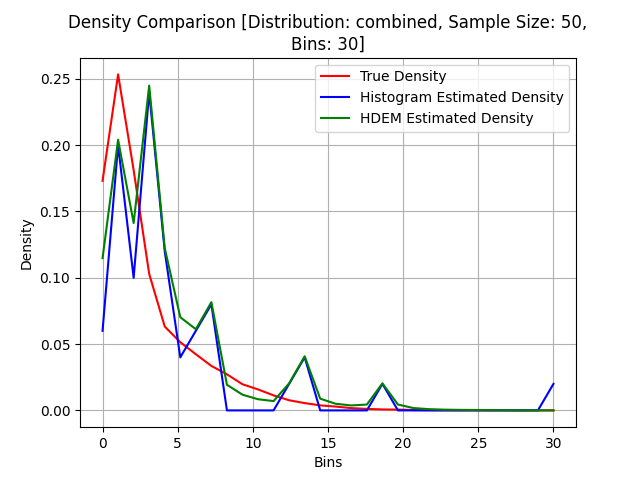 Density Comparison [Distribution: combined, Sample Size: 50,
Bins: 30]
True Density
Histogram Estimated Density
HDEM Estimated Density
Density
0.25
0.20
0.15
0.10
0.05
0.00
0 5 10 15 20 25 30
Bins